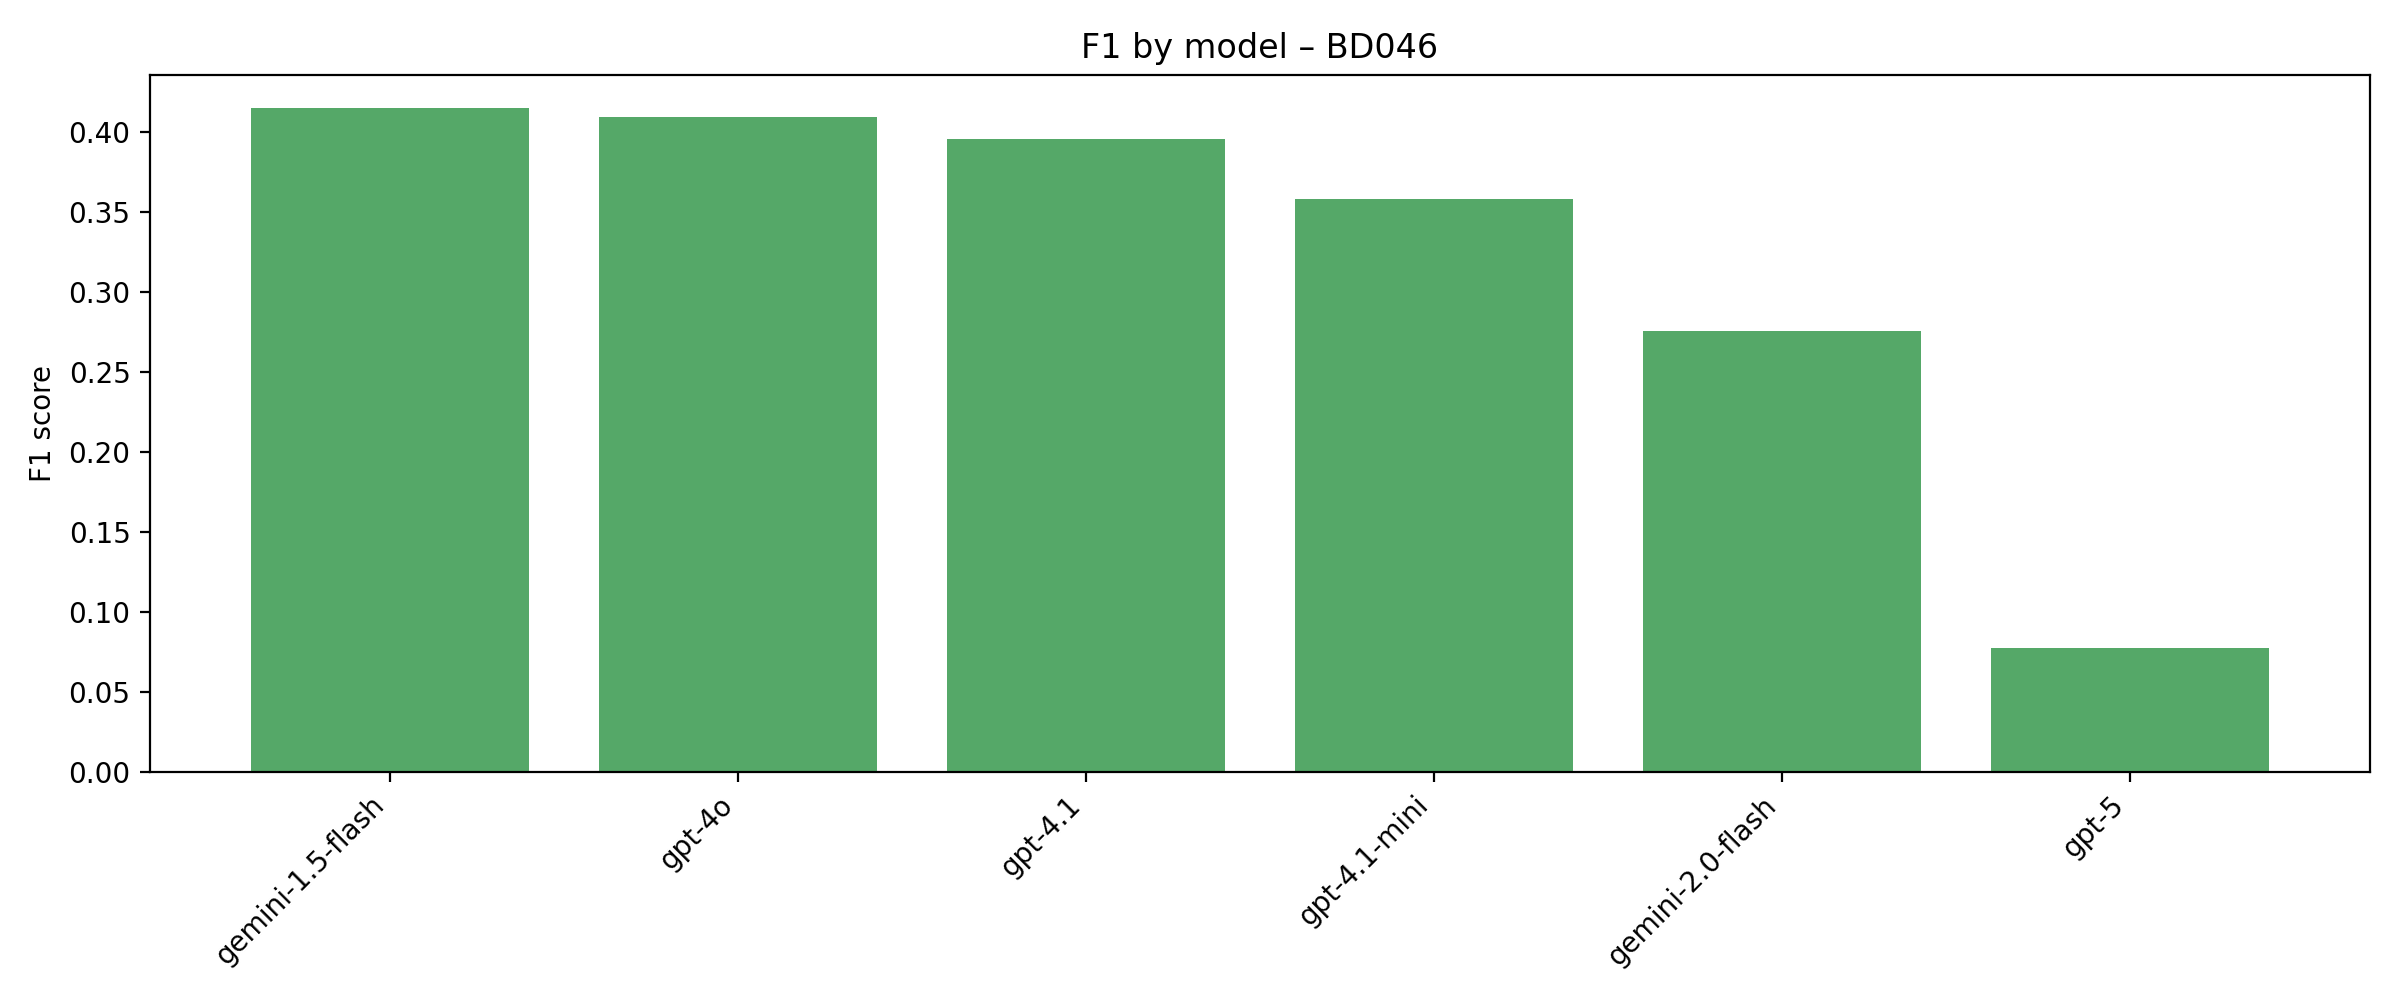 F1 by model – BD046
F1 score
0.40
0.35
0.30
0.25
0.20
0.15
0.10
0.05
0.00
gemini-1.5-flash
gpt-4o
gpt-4.1
gpt-4.1-mini
gemini-2.0-flash
gpt-5